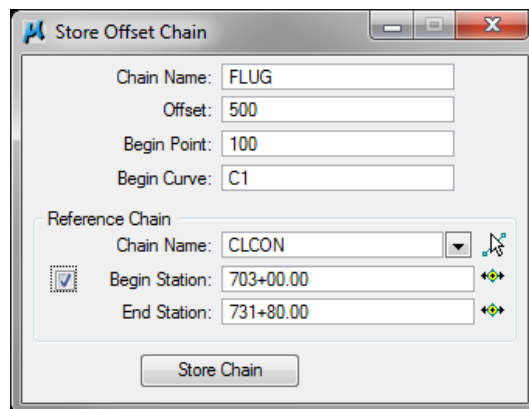 Store Offset Chain
Chain Name: FLUG
Offset: 500
Begin Point: 100
Begin Curve: C1
Reference Chain
Chain Name: CLCON
Begin Station: 703+00.00
End Station: 731+80.00
Store Chain